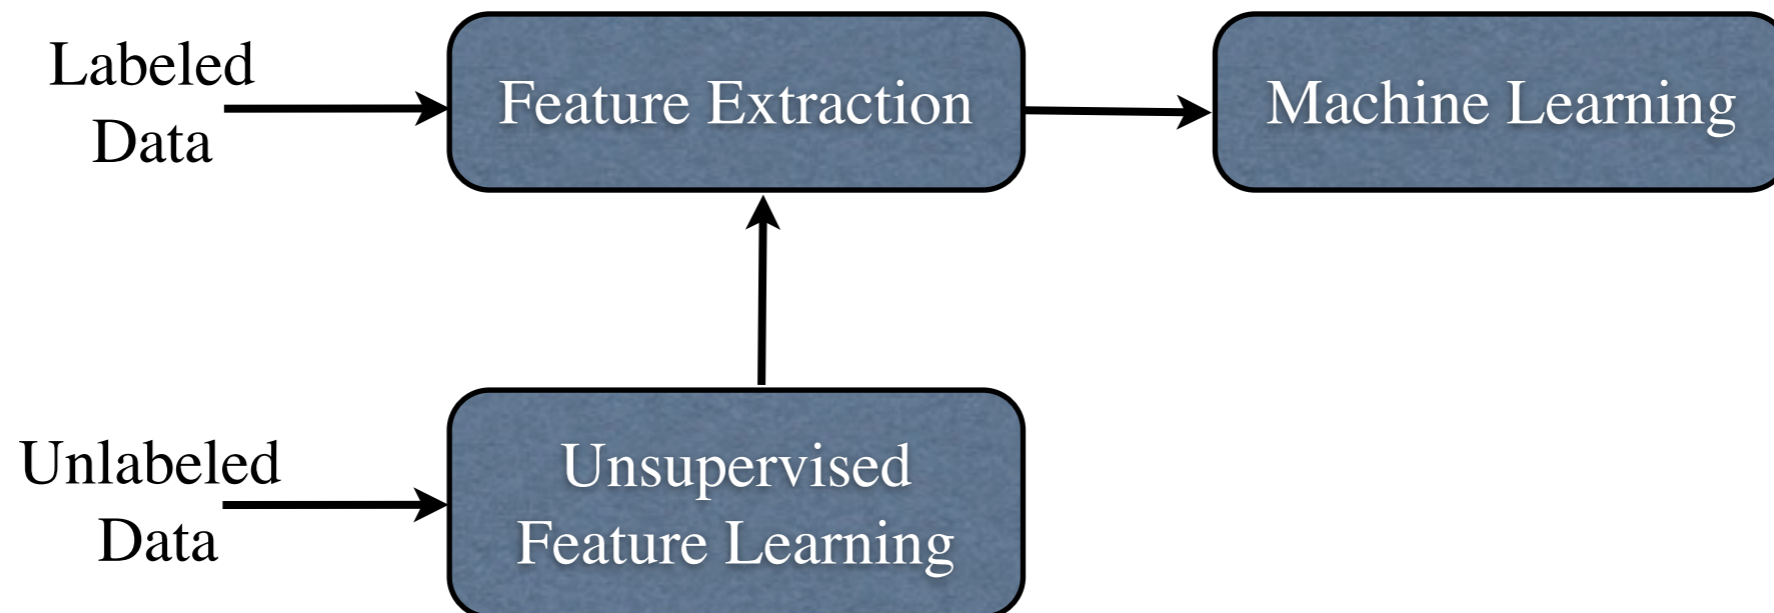 Labeled
Data
Feature Extraction
Machine Learning
Unlabeled
Data
Unsupervised
Feature Learning